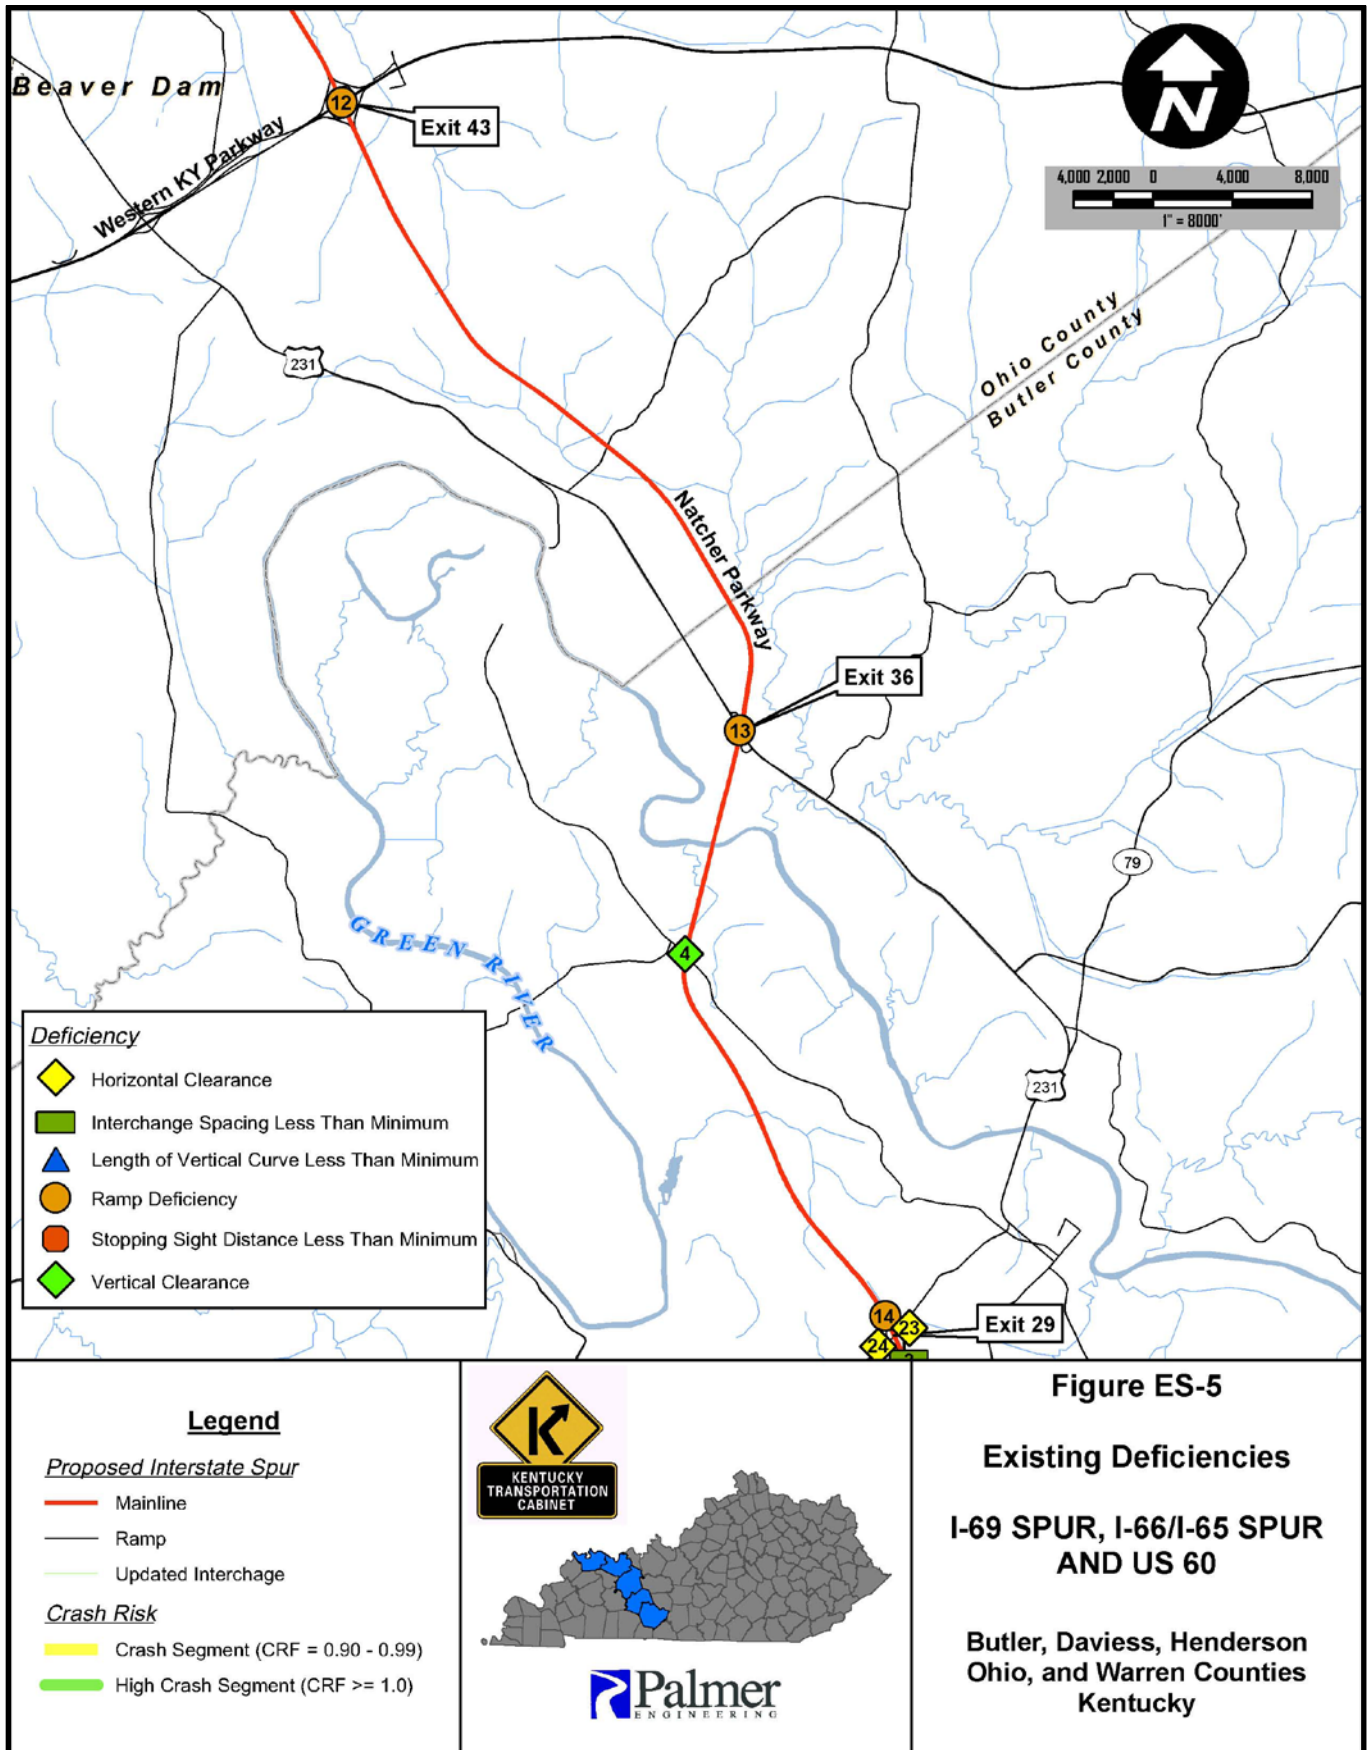 Beaver Dam
12
Exit 43
Western KY Parkway
N
4,000 2,000 0 4,000 8,000
1" = 8000'
231
Ohio County
Butler County
Natcher Parkway
Exit 36
13
79
4
GREEN RIVER
231
14
23
24
Exit 29
Deficiency
Horizontal Clearance
Interchange Spacing Less Than Minimum
Length of Vertical Curve Less Than Minimum
Ramp Deficiency
Stopping Sight Distance Less Than Minimum
Vertical Clearance
Legend
Proposed Interstate Spur
Mainline
Ramp
Updated Interchage
Crash Risk
Crash Segment (CRF = 0.90 - 0.99)
High Crash Segment (CRF >= 1.0)
KENTUCKY
TRANSPORTATION
CABINET
Palmer
ENGINEERING
Figure ES-5
Existing Deficiencies
I-69 SPUR, I-66/I-65 SPUR
AND US 60
Butler, Daviess, Henderson
Ohio, and Warren Counties
Kentucky